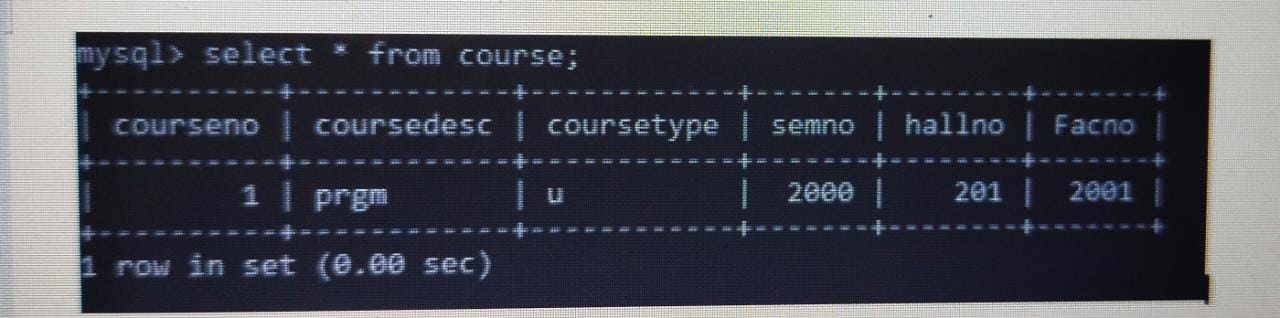 mysql> select * from course;
+----------+------------+------------+-------+--------+-------+
| courseno | coursedesc | coursetype | semno | hallno | Facno |
+----------+------------+------------+-------+--------+-------+
|        1 | prgm       | u          |  2000 |    201 |  2001 |
+----------+------------+------------+-------+--------+-------+
1 row in set (0.00 sec)